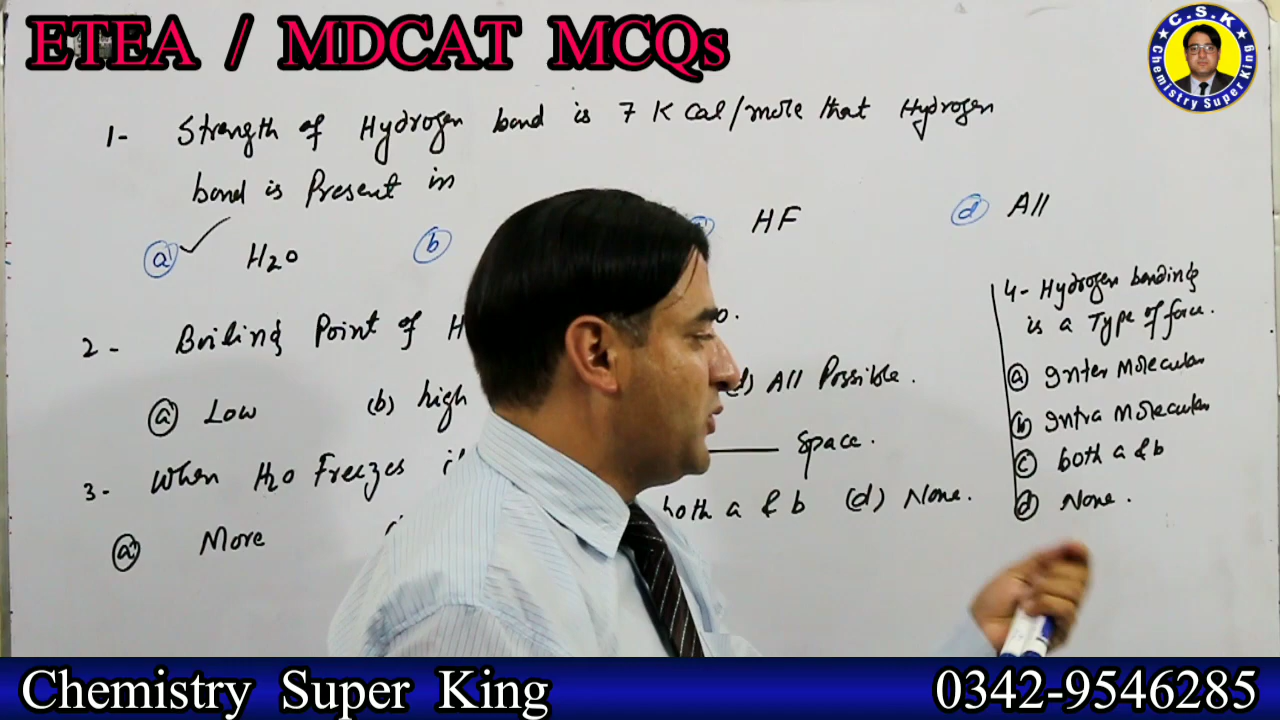 ETEA / MDCAT MCQs
C.S.K
Chemistry Super King
1- Strength of Hydrogen bond is 7 K Cal/mole that Hydrogen
bond is Present in
a H2O b HF d All
2- Boiling Point of H
a Low (b) high (d) All Possible.
3- When H2O Freezes Space.
a More both a & b (d) None.
4- Hydrogen bonding
is a Type of force.
a Inter Molecular
b Intra Molecular
c both a & b
d None.
Chemistry Super King
0342-9546285